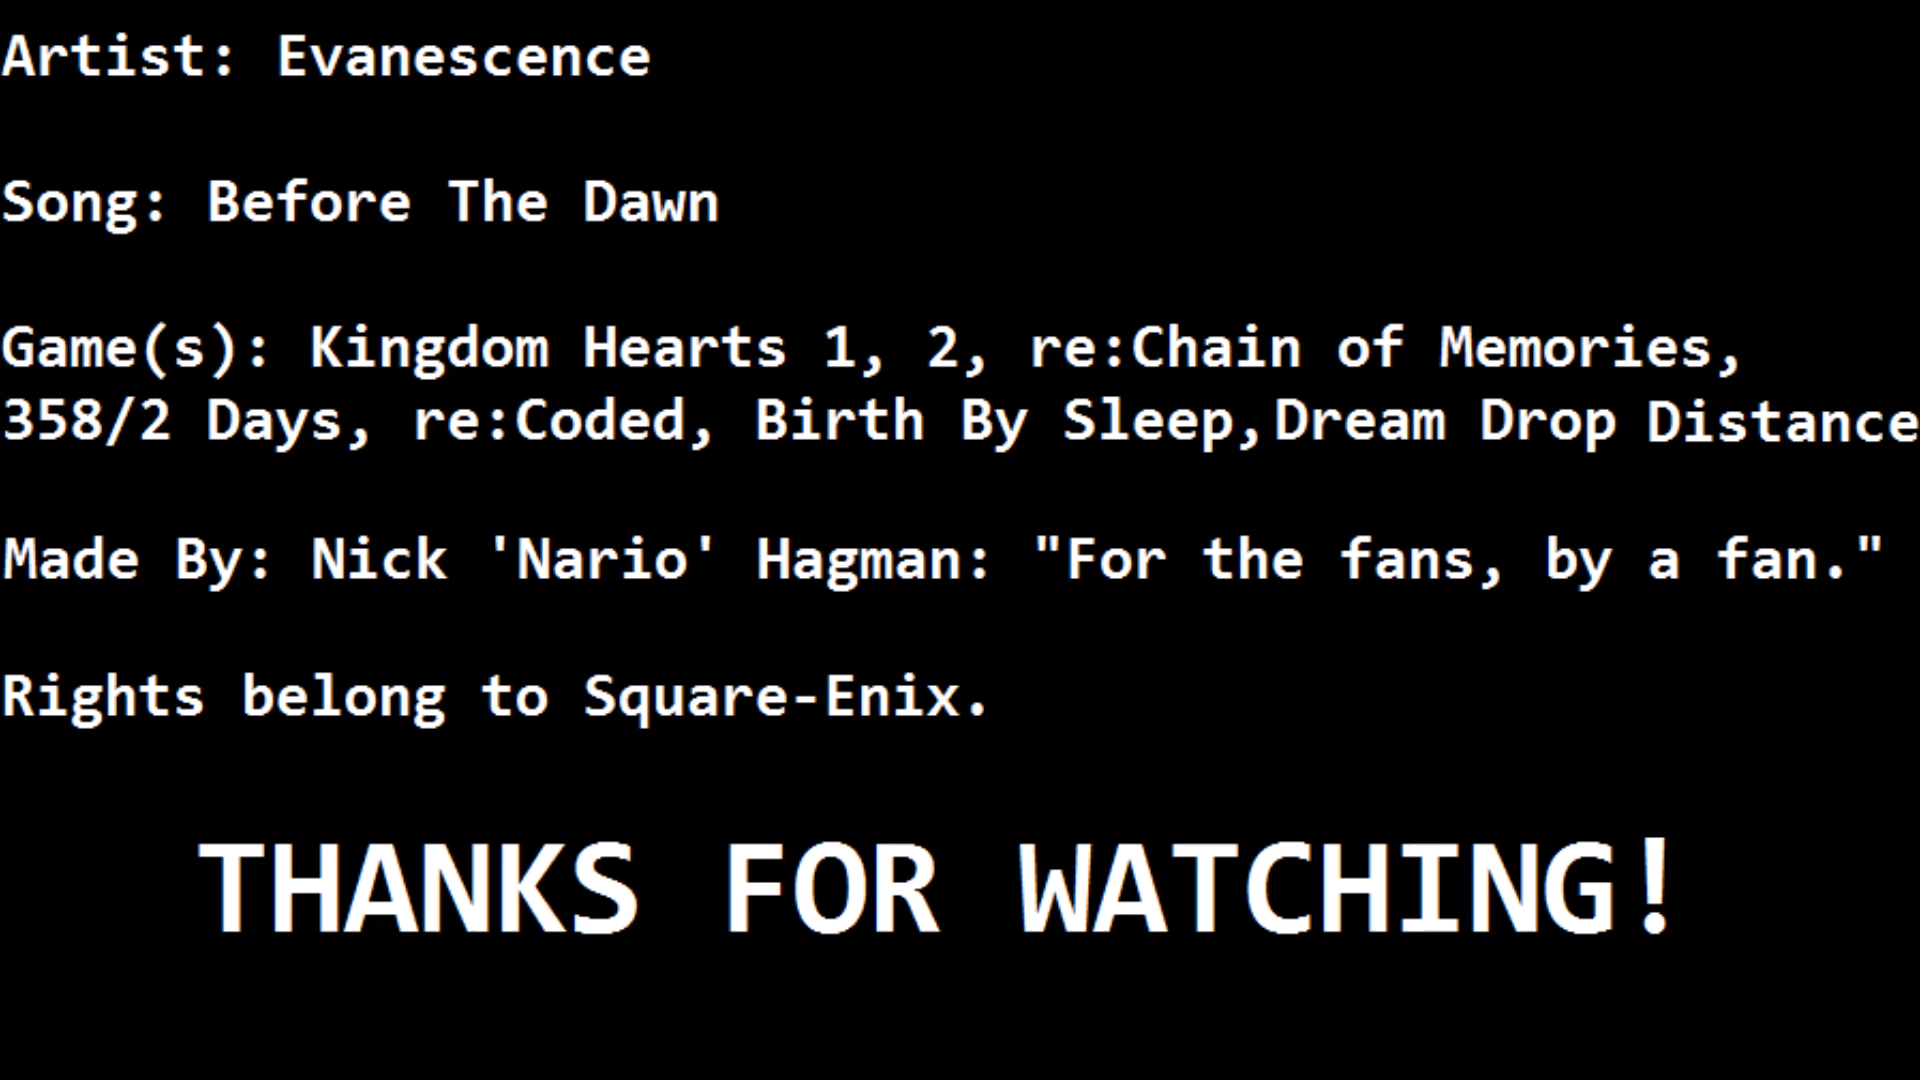 Artist: Evanescence
Song: Before The Dawn
Game(s): Kingdom Hearts 1, 2, re:Chain of Memories,
358/2 Days, re:Coded, Birth By Sleep,Dream Drop Distance
Made By: Nick 'Nario' Hagman: "For the fans, by a fan."
Rights belong to Square-Enix.
THANKS FOR WATCHING!